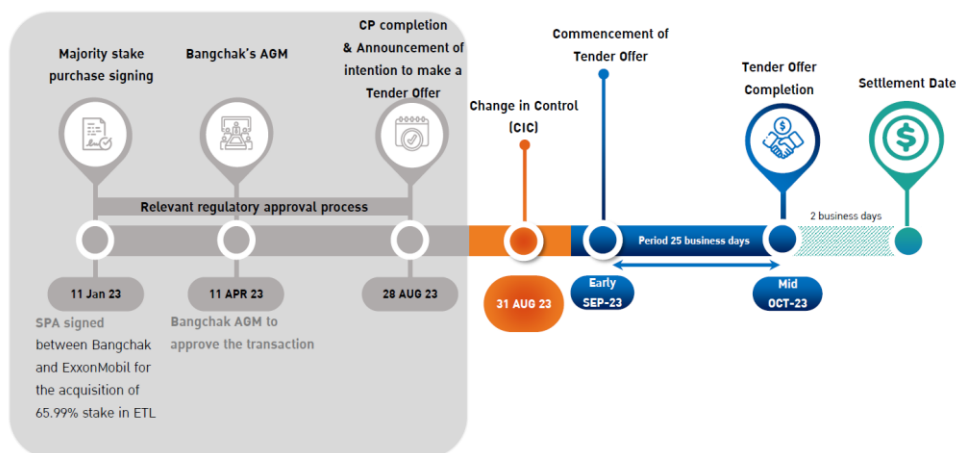 Majority stake
purchase signing
Bangchak's AGM
CP completion
& Announcement of
intention to make a
Tender Offer
Change in Control
(CIC)
Commencement of
Tender Offer
Tender Offer
Completion
Settlement Date
Relevant regulatory approval process
Period 25 business days
2 business days
11 Jan 23
11 APR 23
28 AUG 23
31 AUG 23
Early
SEP-23
Mid
OCT-23
SPA signed
between Bangchak
and ExxonMobil for
the acquisition of
65.99% stake in ETL
Bangchak AGM to
approve the transaction